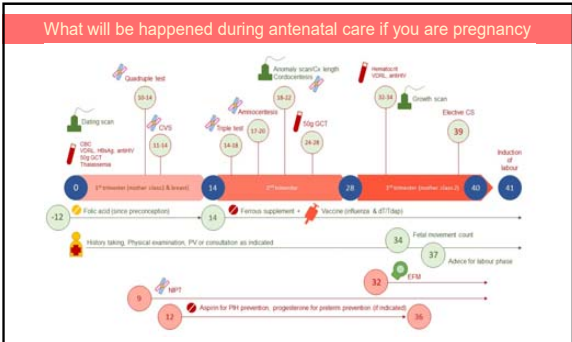 What will be happened during antenatal care if you are pregnancy
Anomaly scan/Cx length
Cordocentesis
Hematocrit
VDRL, antiHIV
Quadruple test
10-14
18-22
32-34
Growth scan
Dating scan
Amniocentesis
50g GCT
Elective CS
CVS
Triple test
17-20
39
CBC
VDRL, HBsAg, antiHIV
50g GCT
Thalassemia
11-14
14-18
24-28
Induction
of
labour
0
1st trimester (mother class1 & breast)
14
2nd trimester
28
3rd trimester (mother class 2)
40
41
-12
Folic acid (since preconception)
14
Ferrous supplement +
Vaccine (influenza & dT/Tdap)
History taking, Physical examination, PV or consultation as indicated
34
Fetal movement count
37
Advice for labour phase
32
EFM
9
NIPT
12
Aspirin for PIH prevention, progesterone for preterm prevention (if indicated)
36